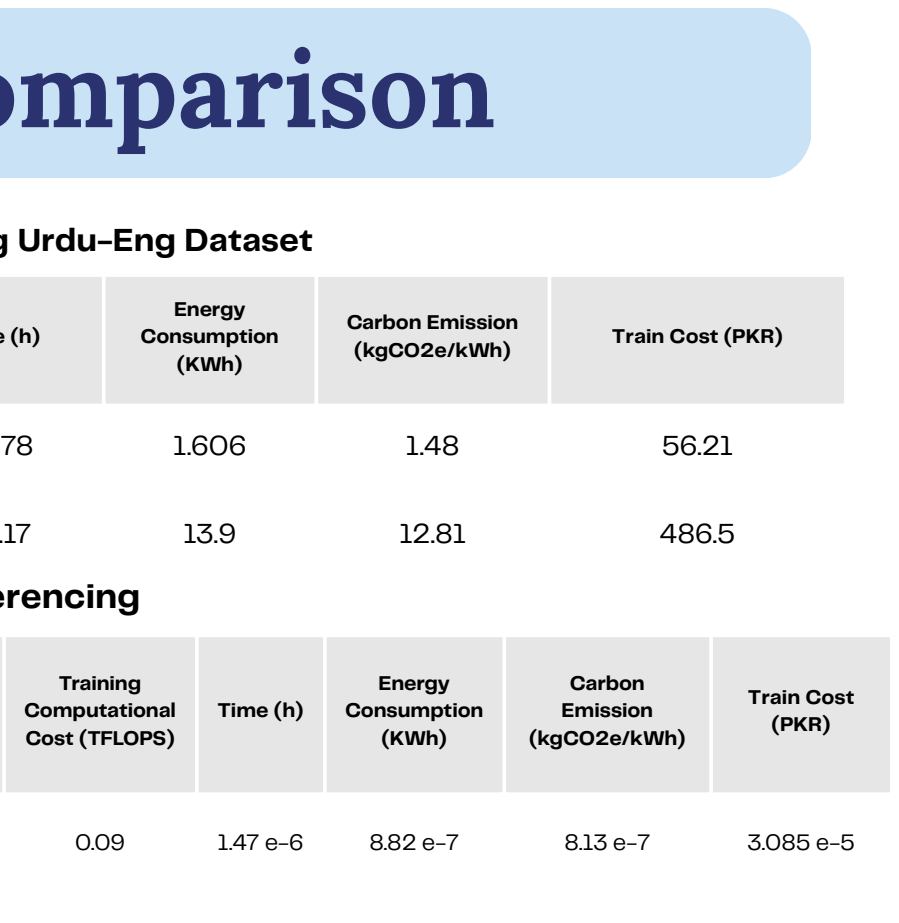 omparison
g Urdu-Eng Dataset
e (h)
Energy
Consumption
(KWh)
Carbon Emission
(kgCO2e/kWh)
Train Cost (PKR)
78 1.606 1.48 56.21
.17 13.9 12.81 486.5
erencing
Training
Computational
Cost (TFLOPS)
Time (h)
Energy
Consumption
(KWh)
Carbon
Emission
(kgCO2e/kWh)
Train Cost
(PKR)
0.09 1.47 e-6 8.82 e-7 8.13 e-7 3.085 e-5